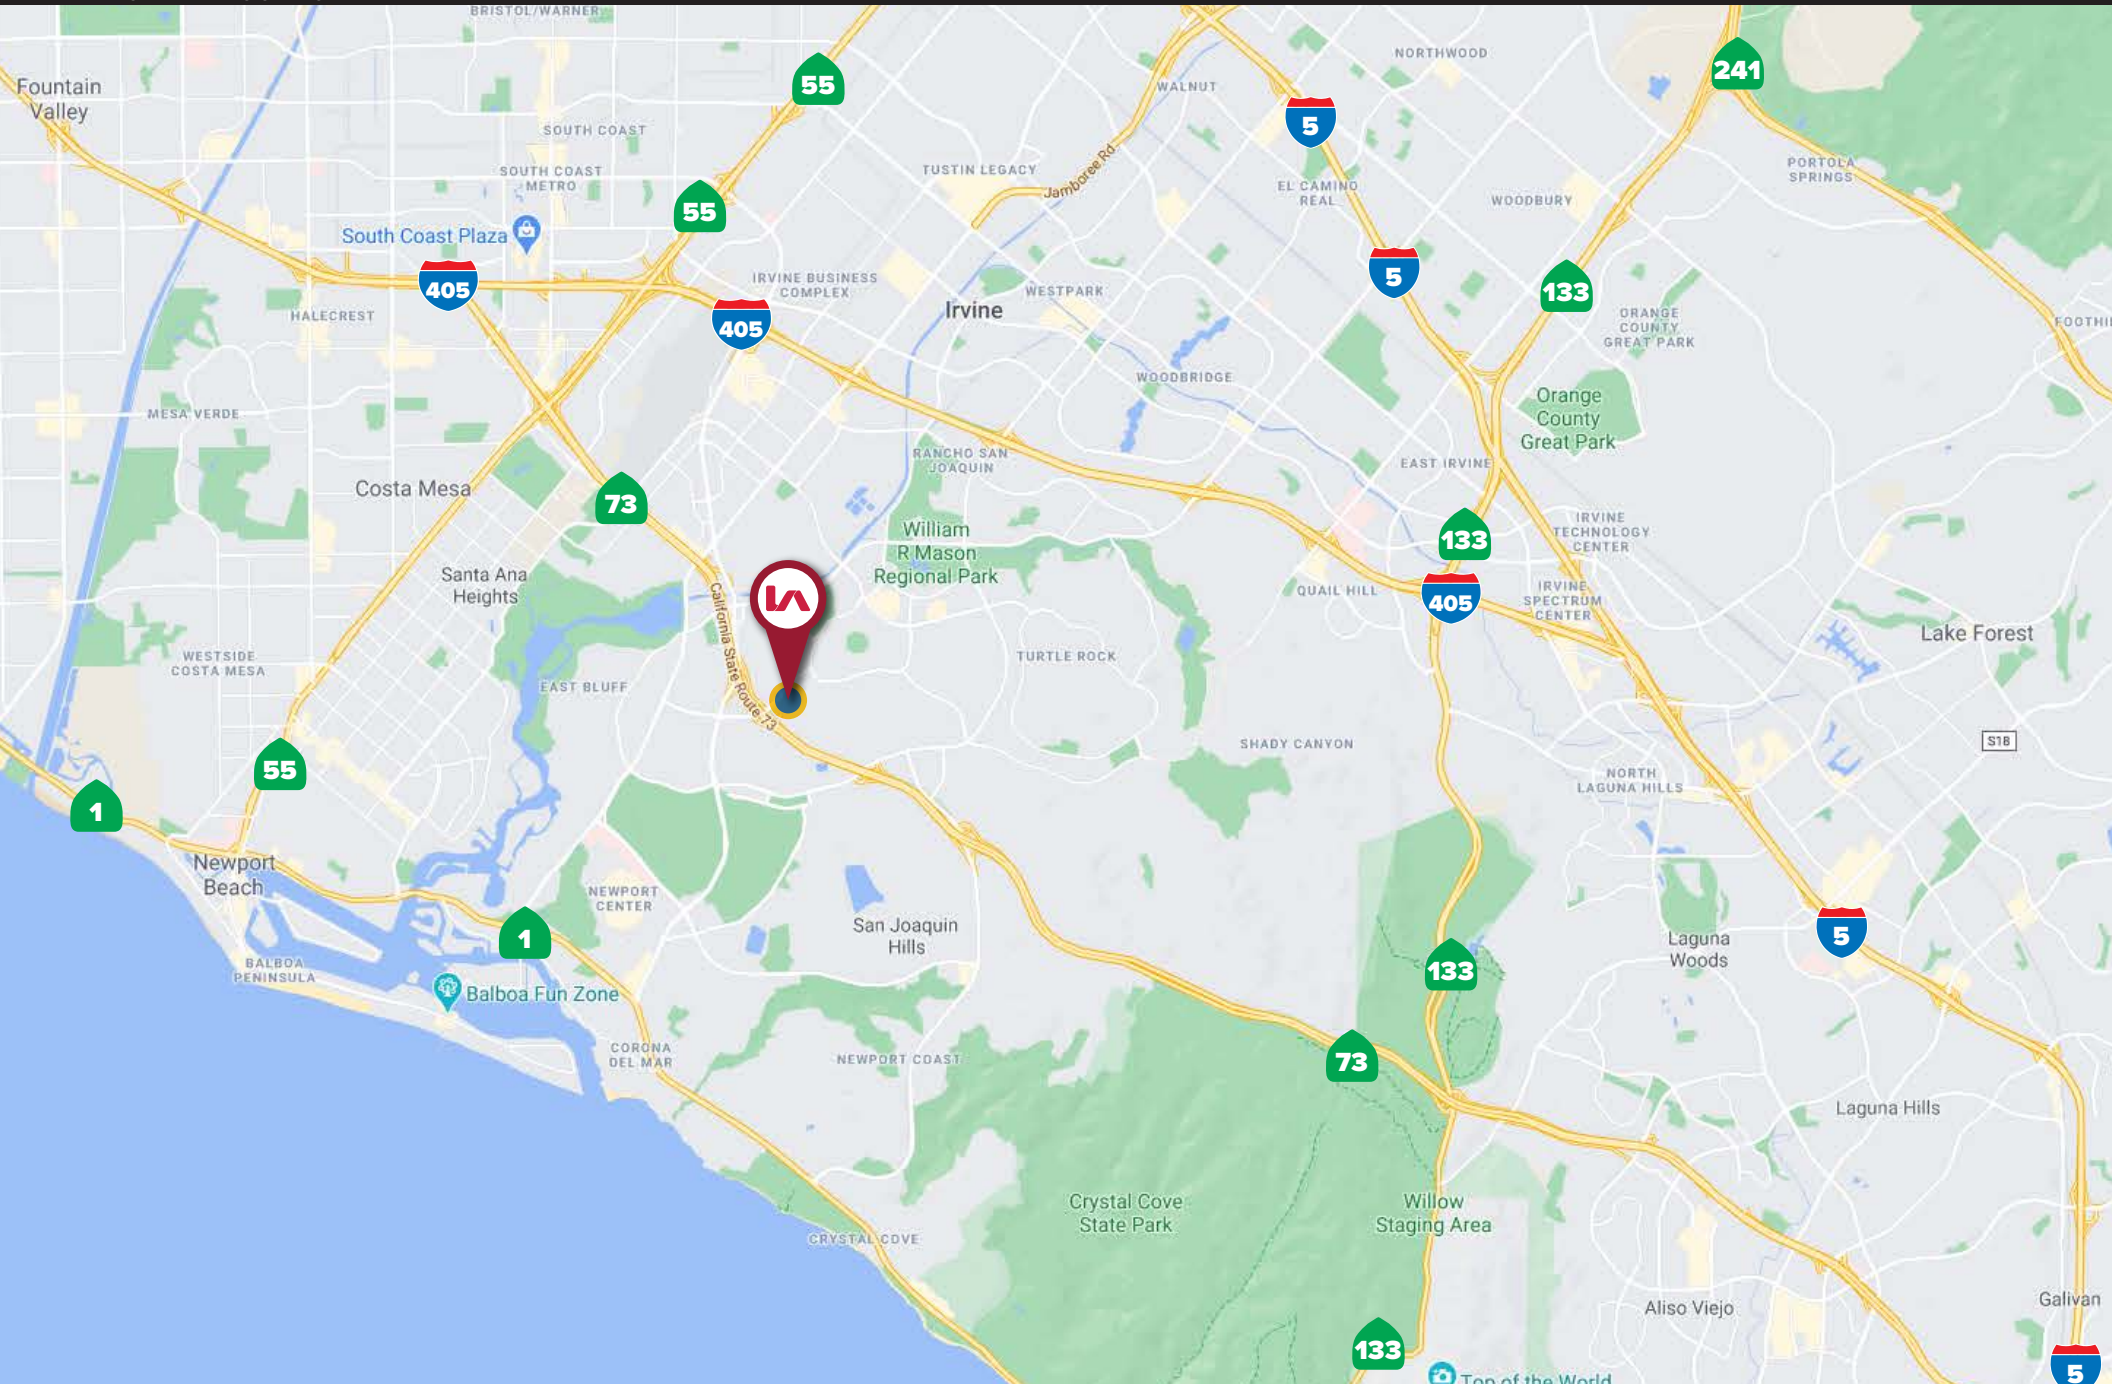 BRISTOL/WARNER
Fountain
Valley
55
NORTHWOOD
241
WALNUT
5
SOUTH COAST
SOUTH COAST
METRO
TUSTIN LEGACY
Jamboree Rd
EL CAMINO
REAL
WOODBURY
PORTOLA
SPRINGS
55
South Coast Plaza
405
IRVINE BUSINESS
COMPLEX
WESTPARK
Irvine
5
133
HALECREST
405
ORANGE
COUNTY
GREAT PARK
FOOTHI
WOODBRIDGE
MESA VERDE
Orange
County
Great Park
RANCHO SAN
JOAQUIN
EAST IRVINE
Costa Mesa
73
William
R Mason
Regional Park
133
IRVINE
TECHNOLOGY
CENTER
Santa Ana
Heights
California State Route 73
QUAIL HILL
405
IRVINE
SPECTRUM
CENTER
Lake Forest
WESTSIDE
COSTA MESA
EAST BLUFF
TURTLE ROCK
SHADY CANYON
S18
55
1
NORTH
LAGUNA HILLS
Newport
Beach
NEWPORT
CENTER
1
San Joaquin
Hills
5
Laguna
Woods
BALBOA
PENINSULA
133
Balboa Fun Zone
CORONA
DEL MAR
NEWPORT COAST
73
Laguna Hills
Crystal Cove
State Park
Willow
Staging Area
CRYSTAL COVE
Aliso Viejo
Galivan
133
5
Top of the World